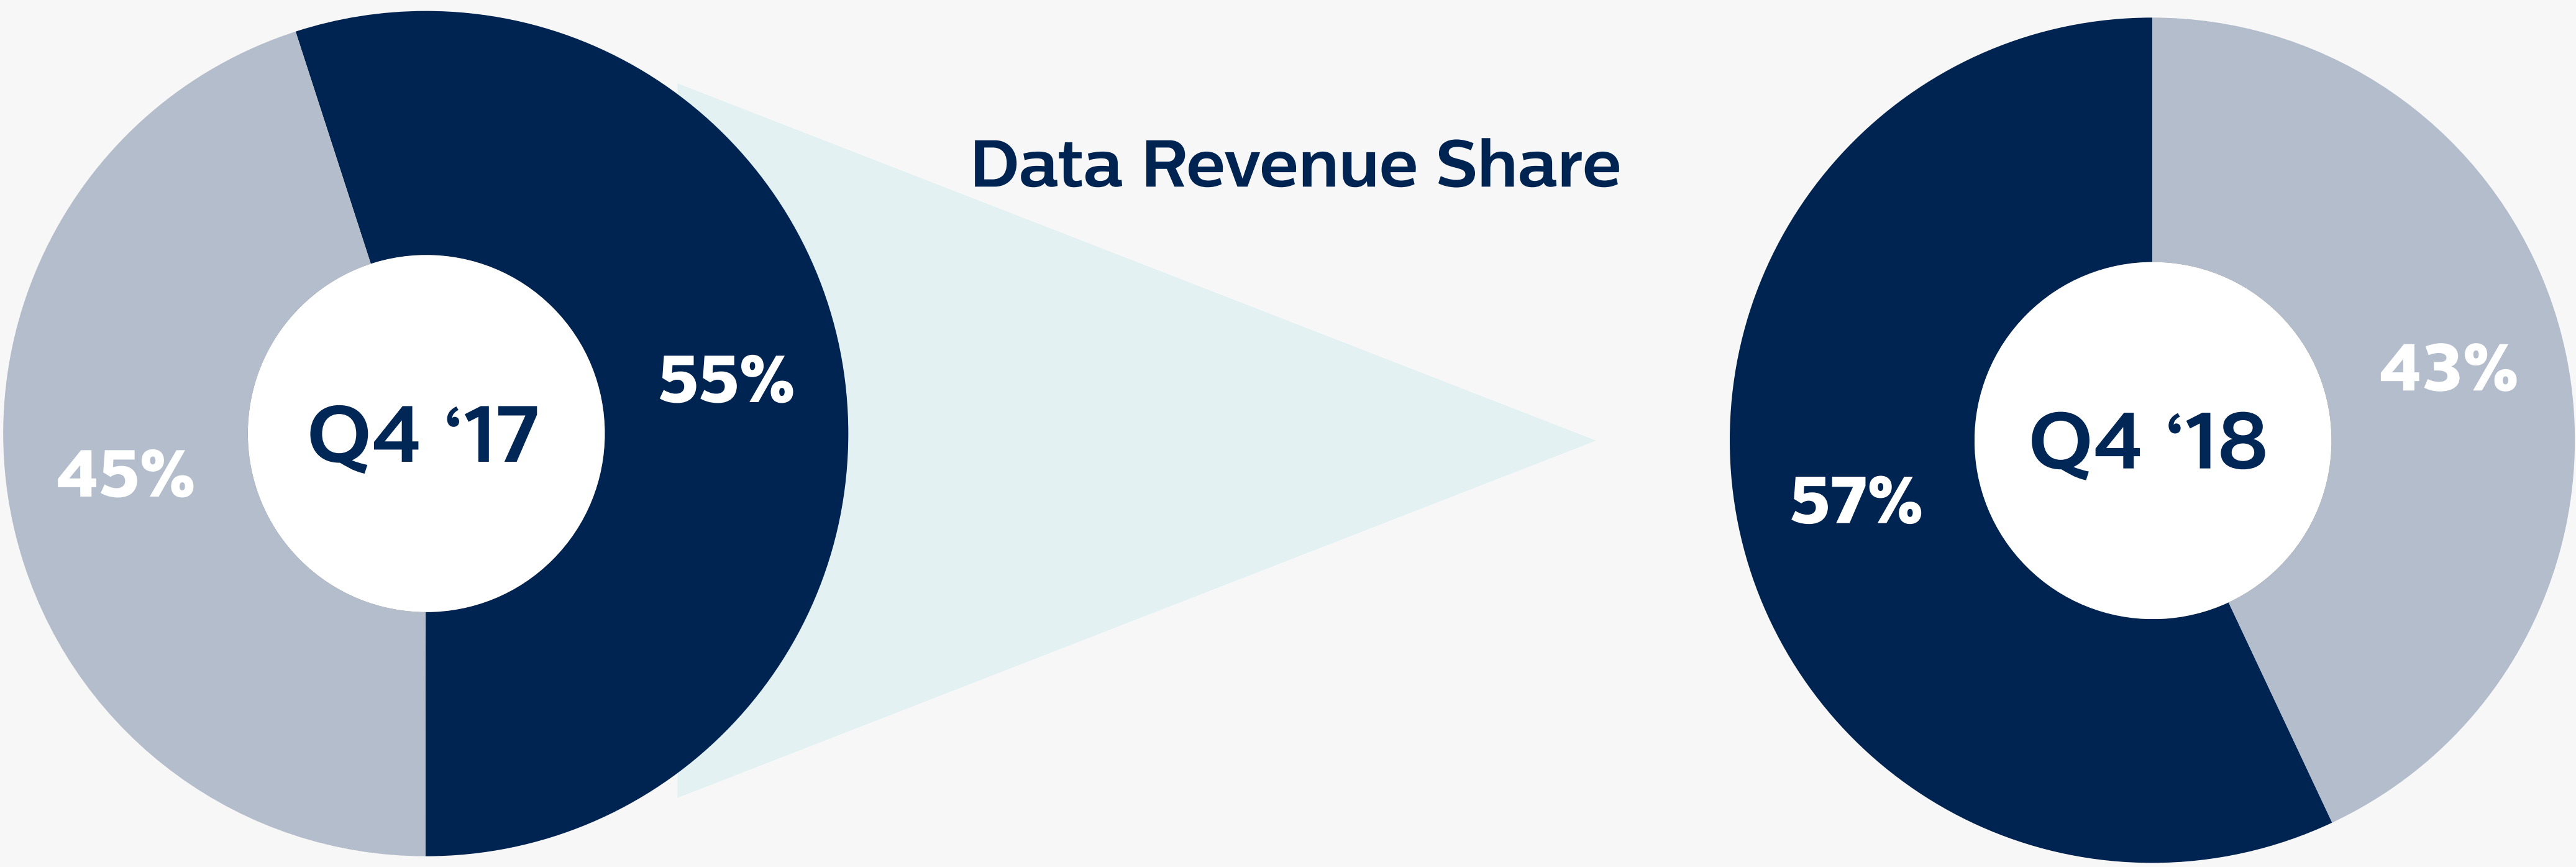 Data Revenue Share
45%
Q4 ‘17
55%
57%
Q4 ‘18
43%